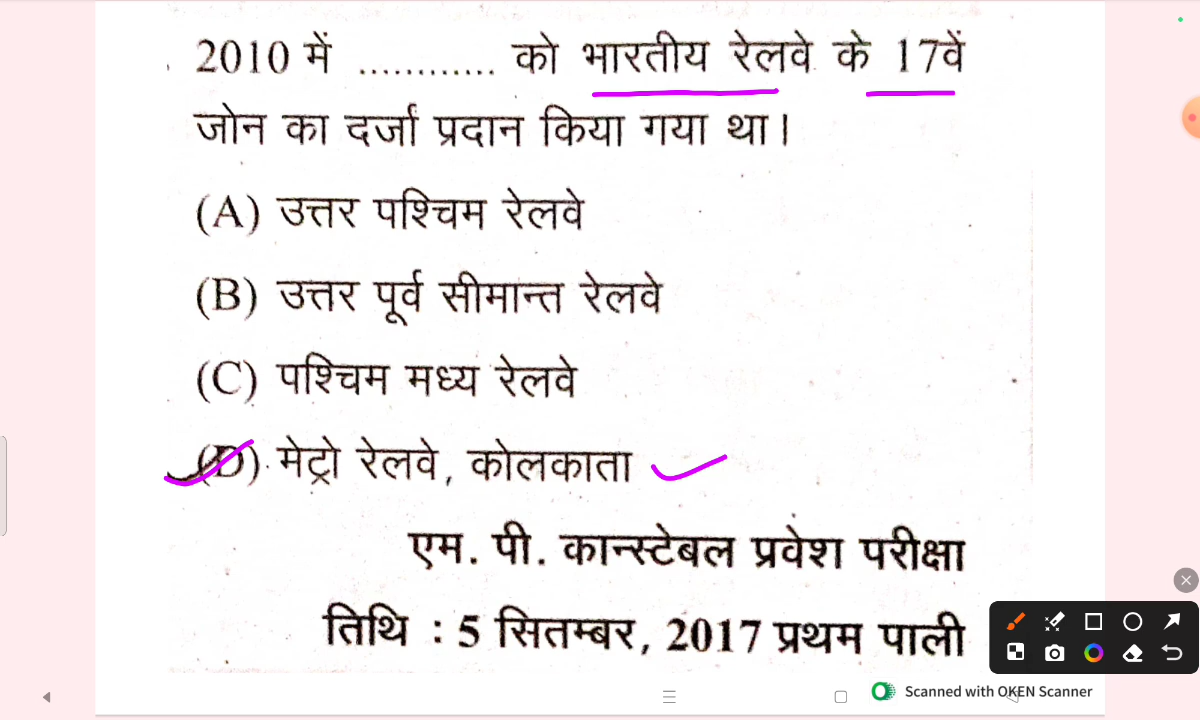 2010 में ............ को भारतीय रेलवे के 17वें
जोन का दर्जा प्रदान किया गया था।
(A) उत्तर पश्चिम रेलवे
(B) उत्तर पूर्व सीमान्त रेलवे
(C) पश्चिम मध्य रेलवे
(D) मेट्रो रेलवे, कोलकाता
एम. पी. कान्स्टेबल प्रवेश परीक्षा
तिथि : 5 सितम्बर, 2017 प्रथम पाली
Scanned with OKEN Scanner